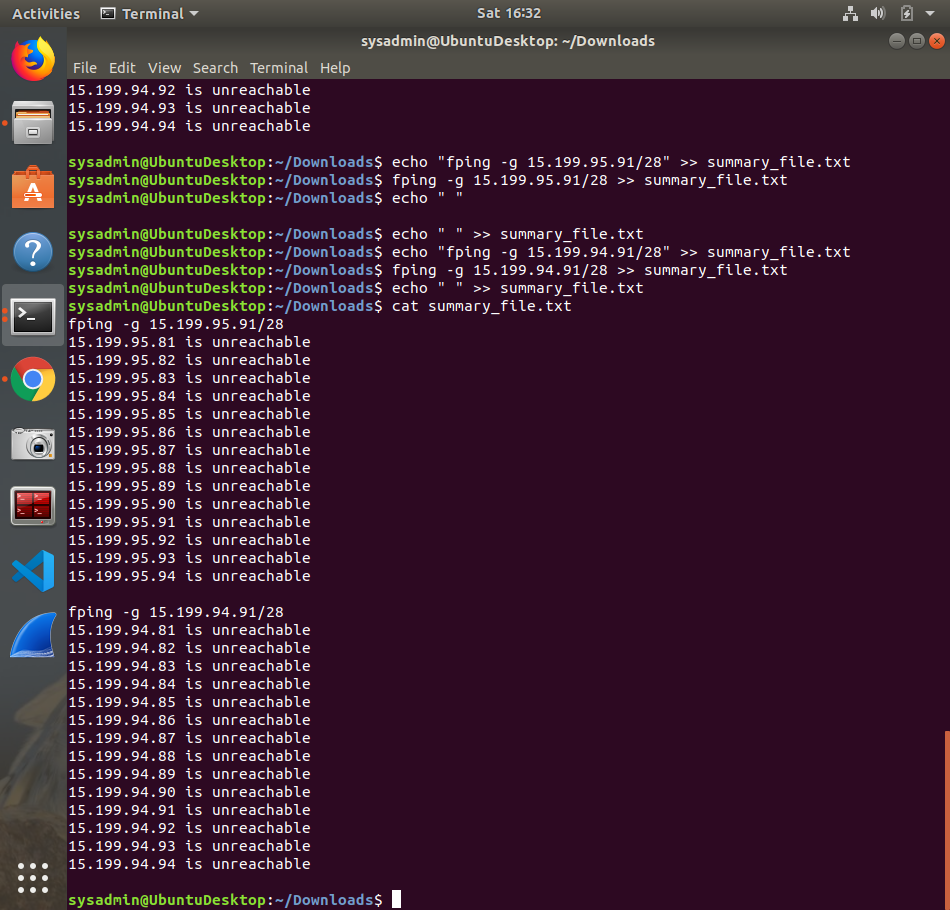 Activities Terminal Sat 16:32
sysadmin@UbuntuDesktop: ~/Downloads
File Edit View Search Terminal Help
15.199.94.92 is unreachable
15.199.94.93 is unreachable
15.199.94.94 is unreachable
sysadmin@UbuntuDesktop:~/Downloads$ echo "fping -g 15.199.95.91/28" >> summary_file.txt
sysadmin@UbuntuDesktop:~/Downloads$ fping -g 15.199.95.91/28 >> summary_file.txt
sysadmin@UbuntuDesktop:~/Downloads$ echo " "
sysadmin@UbuntuDesktop:~/Downloads$ echo " " >> summary_file.txt
sysadmin@UbuntuDesktop:~/Downloads$ echo "fping -g 15.199.94.91/28" >> summary_file.txt
sysadmin@UbuntuDesktop:~/Downloads$ fping -g 15.199.94.91/28 >> summary_file.txt
sysadmin@UbuntuDesktop:~/Downloads$ echo " " >> summary_file.txt
sysadmin@UbuntuDesktop:~/Downloads$ cat summary_file.txt
fping -g 15.199.95.91/28
15.199.95.81 is unreachable
15.199.95.82 is unreachable
15.199.95.83 is unreachable
15.199.95.84 is unreachable
15.199.95.85 is unreachable
15.199.95.86 is unreachable
15.199.95.87 is unreachable
15.199.95.88 is unreachable
15.199.95.89 is unreachable
15.199.95.90 is unreachable
15.199.95.91 is unreachable
15.199.95.92 is unreachable
15.199.95.93 is unreachable
15.199.95.94 is unreachable
fping -g 15.199.94.91/28
15.199.94.81 is unreachable
15.199.94.82 is unreachable
15.199.94.83 is unreachable
15.199.94.84 is unreachable
15.199.94.85 is unreachable
15.199.94.86 is unreachable
15.199.94.87 is unreachable
15.199.94.88 is unreachable
15.199.94.89 is unreachable
15.199.94.90 is unreachable
15.199.94.91 is unreachable
15.199.94.92 is unreachable
15.199.94.93 is unreachable
15.199.94.94 is unreachable
sysadmin@UbuntuDesktop:~/Downloads$